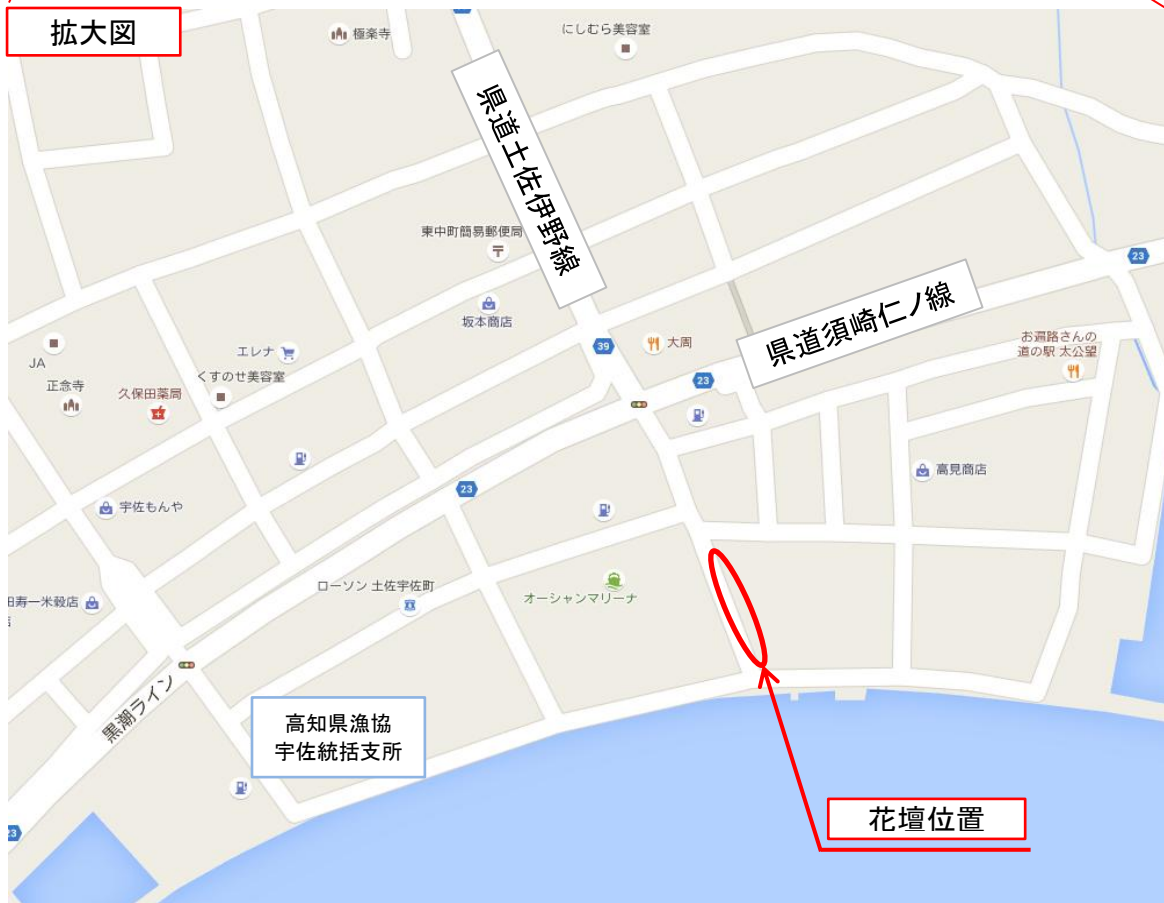 拡大図
極楽寺
にしむら美容室
県道土佐伊野線
東中町簡易郵便局
坂本商店
23
県道須崎仁ノ線
39
大周
お遍路さんの
道の駅 太公望
JA
エレナ
正念寺
久保田薬局
くすのせ美容室
23
高見商店
23
宇佐もんや
ローソン 土佐宇佐町
オーシャンマリーナ
田寿一米穀店
黒潮ライン
高知県漁協
宇佐統括支所
花壇位置
23